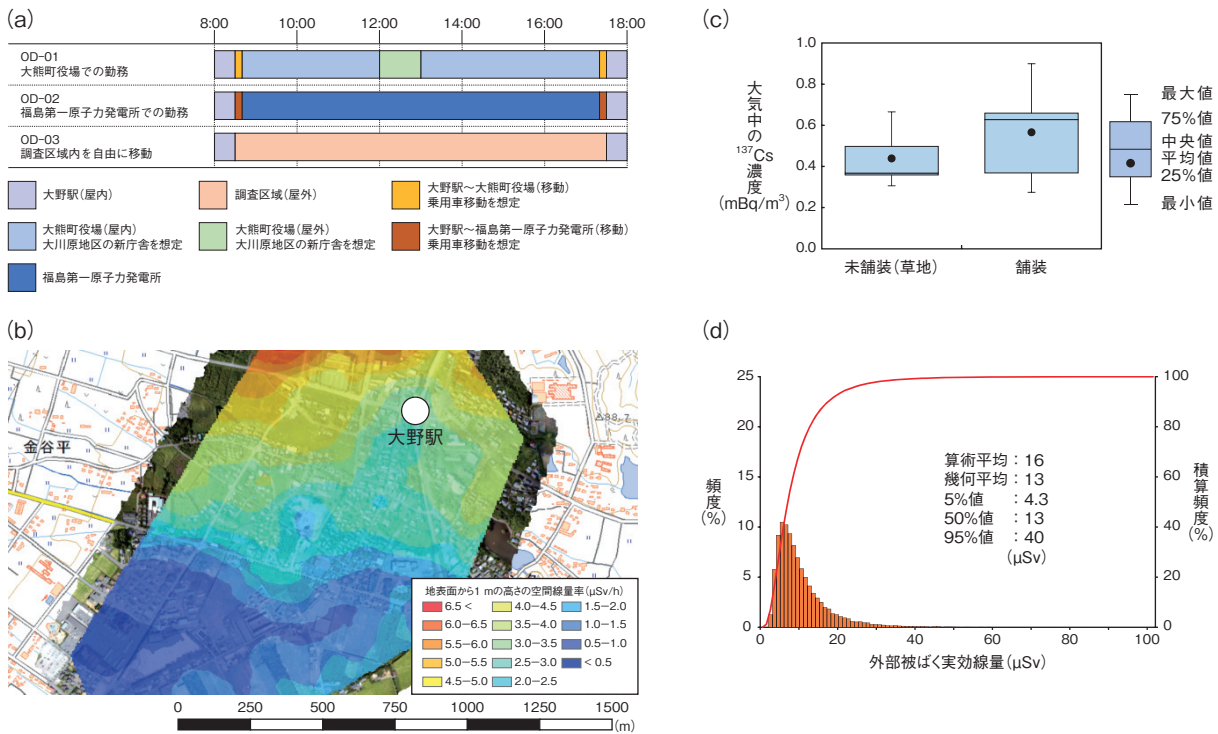 (a)
8:00
10:00
12:00
14:00
16:00
18:00
OD-01
大熊町役場での勤務
OD-02
福島第一原子力発電所での勤務
OD-03
調査区域内を自由に移動
大野駅(屋内)
調査区域(屋外)
大野駅〜大熊町役場(移動)
乗用車移動を想定
大熊町役場(屋内)
大川原地区の新庁舎を想定
大熊町役場(屋外)
大川原地区の新庁舎を想定
大野駅〜福島第一原子力発電所(移動)
乗用車移動を想定
福島第一原子力発電所
(b)
金谷平
大野駅
地表面から1 mの高さの空間線量率(μSv/h)
6.5 <
6.0−6.5
5.5−6.0
5.0−5.5
4.5−5.0
4.0−4.5
3.5−4.0
3.0−3.5
2.5−3.0
2.0−2.5
1.5−2.0
1.0−1.5
0.5−1.0
< 0.5
0
250
500
750
1000
1250
1500
(m)
(c)
大気中の
137Cs
濃度
(mBq/m³)
1.0
0.8
0.6
0.4
0.2
0.0
未舗装(草地)
舗装
最大値
75%値
中央値
平均値
25%値
最小値
(d)
頻度
(%)
25
20
15
10
5
0
算術平均:16
幾何平均:13
5%値 :4.3
50%値 :13
95%値 :40
(μSv)
100
80
60
40
20
0
積算頻度
(%)
0
20
40
60
80
100
外部被ばく実効線量(μSv)